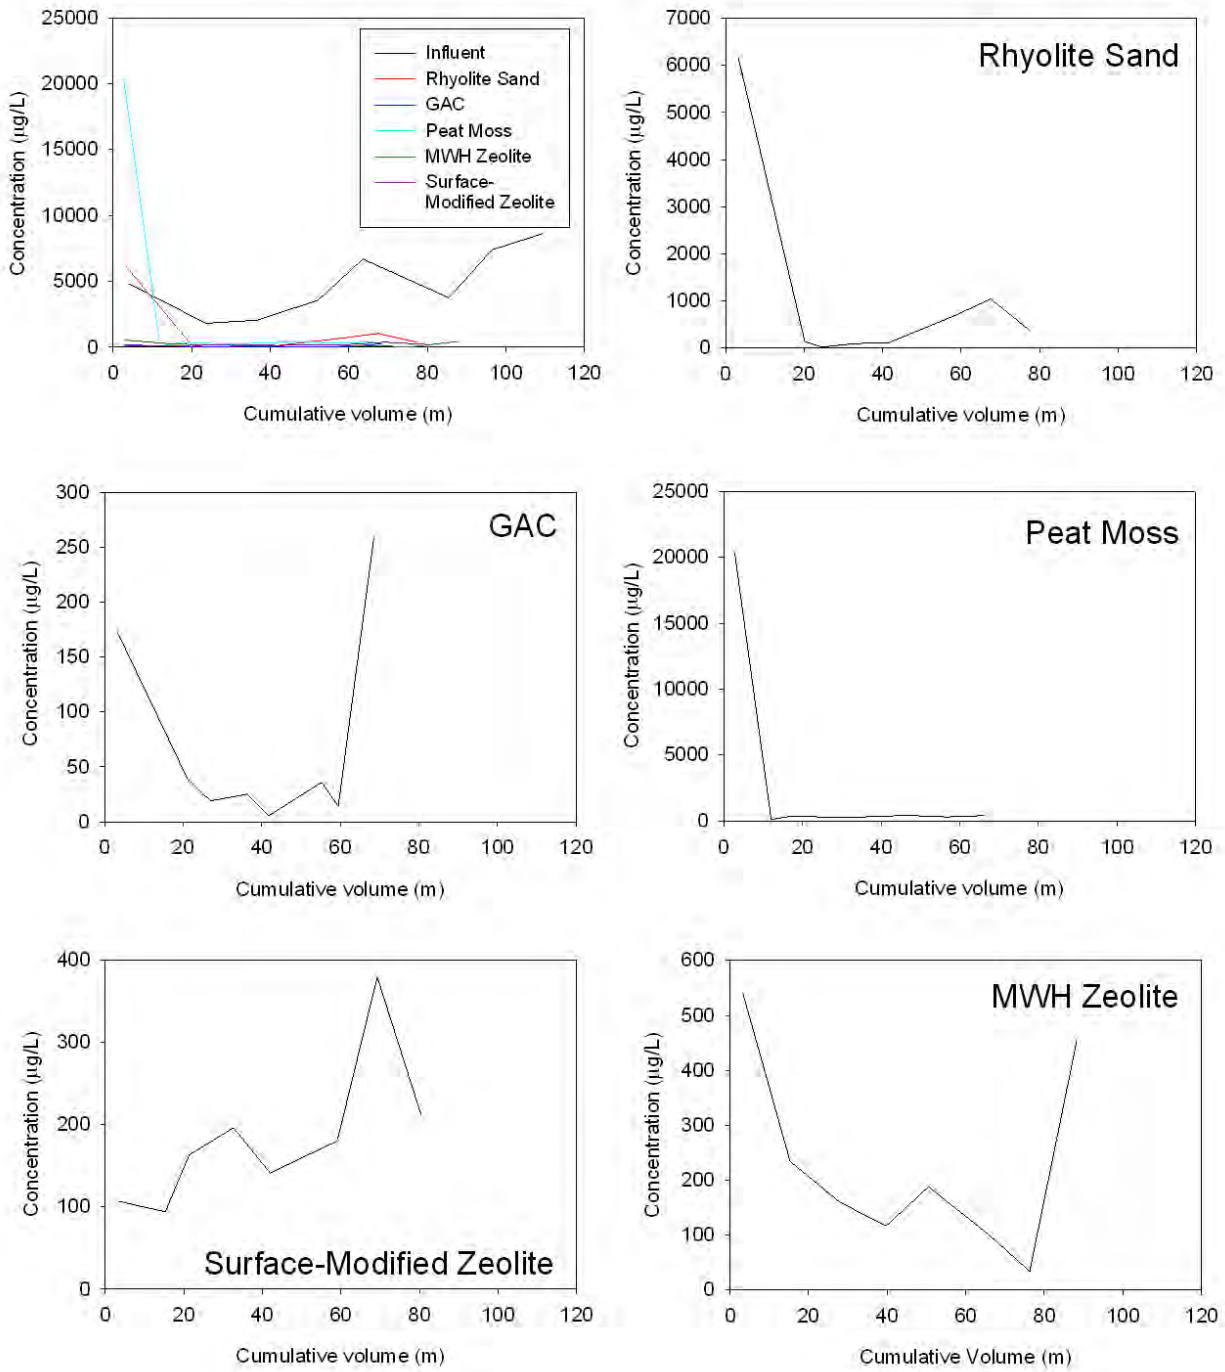 25000
20000
15000
10000
5000
0
Concentration (µg/L)
0 20 40 60 80 100 120
Cumulative volume (m)
Influent
Rhyolite Sand
GAC
Peat Moss
MWH Zeolite
Surface-
Modified Zeolite
Rhyolite Sand
7000
6000
5000
4000
3000
2000
1000
0
Concentration (µg/L)
0 20 40 60 80 100 120
Cumulative volume (m)
GAC
300
250
200
150
100
50
0
Concentration (µg/L)
0 20 40 60 80 100 120
Cumulative volume (m)
Peat Moss
25000
20000
15000
10000
5000
0
Concentration (µg/L)
0 20 40 60 80 100 120
Cumulative volume (m)
400
300
200
100
0
Concentration (µg/L)
Surface-Modified Zeolite
0 20 40 60 80 100 120
Cumulative volume (m)
MWH Zeolite
600
500
400
300
200
100
0
Concentration (µg/L)
0 20 40 60 80 100 120
Cumulative Volume (m)